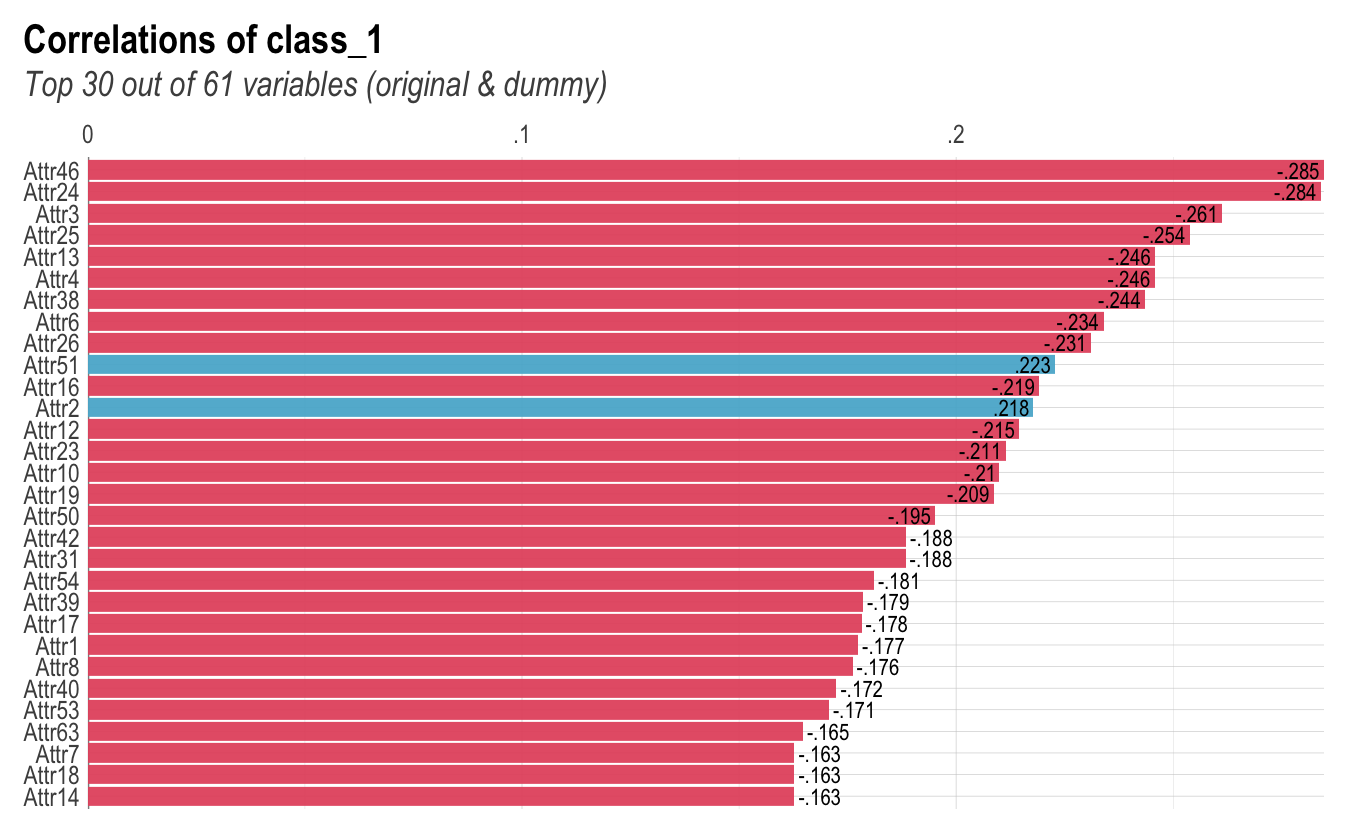 Correlations of class_1
Top 30 out of 61 variables (original & dummy)
0 .1 .2
Attr46 -.285
Attr24 -.284
Attr3 -.261
Attr25 -.254
Attr13 -.246
Attr4 -.246
Attr38 -.244
Attr6 -.234
Attr26 -.231
Attr51 .223
Attr16 -.219
Attr2 .218
Attr12 -.215
Attr23 -.211
Attr10 -.21
Attr19 -.209
Attr50 -.195
Attr42 -.188
Attr31 -.188
Attr54 -.181
Attr39 -.179
Attr17 -.178
Attr1 -.177
Attr8 -.176
Attr40 -.172
Attr53 -.171
Attr63 -.165
Attr7 -.163
Attr18 -.163
Attr14 -.163